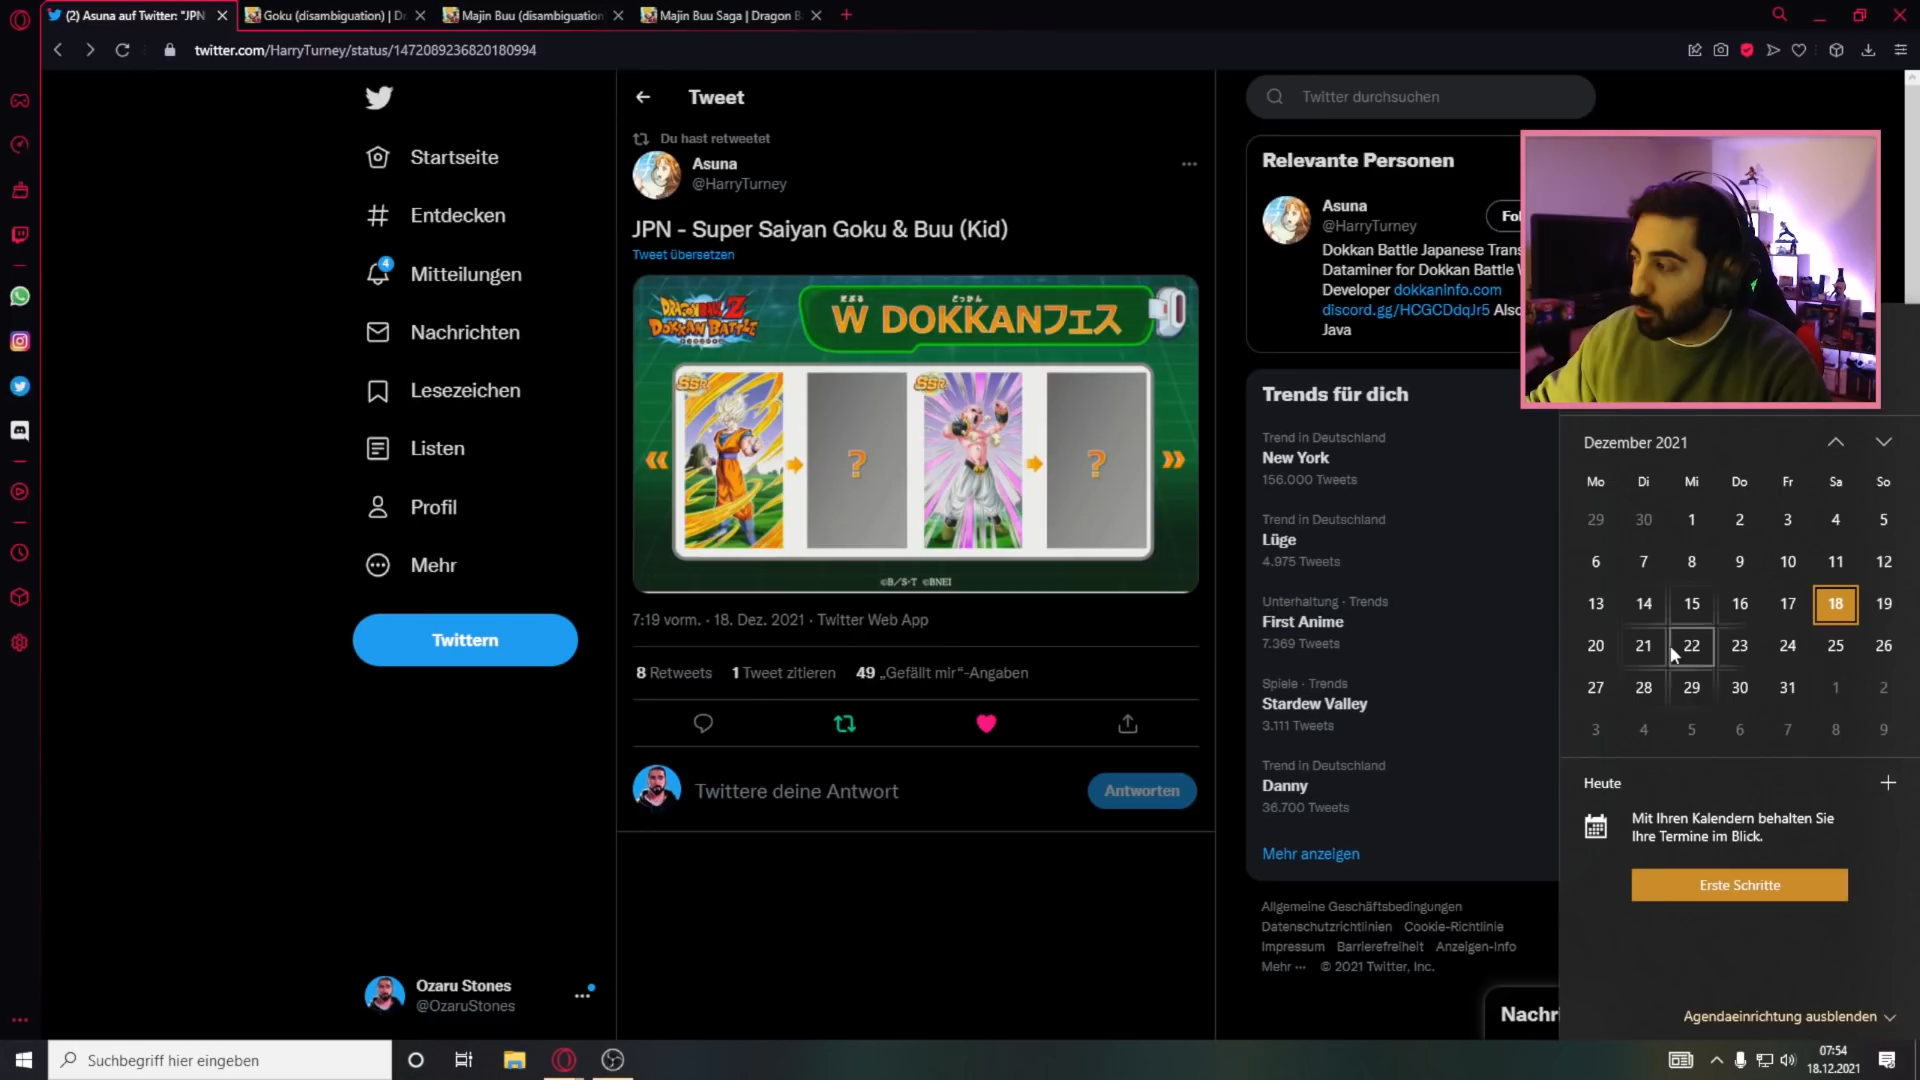 (2) Asuna auf Twitter: "JPN
Goku (disambiguation) | Dr
Majin Buu (disambiguation
Majin Buu Saga | Dragon B
twitter.com/HarryTurney/status/1472089236820180994
Startseite
Entdecken
4
Mitteilungen
Nachrichten
Lesezeichen
Listen
Profil
Mehr
Twittern
Ozaru Stones
@OzaruStones
Tweet
Du hast retweetet
Asuna
@HarryTurney
JPN - Super Saiyan Goku & Buu (Kid)
Tweet übersetzen
DRAGON BALL Z
DOKKAN BATTLE
だぶる どっかん
W DOKKANフェス
SSR
SSR
?
?
©B/S・T ©BNEI
7:19 vorm. · 18. Dez. 2021 · Twitter Web App
8 Retweets 1 Tweet zitieren 49 „Gefällt mir“-Angaben
Twittere deine Antwort
Antworten
Twitter durchsuchen
Relevante Personen
Asuna
@HarryTurney
Fol
Dokkan Battle Japanese Trans
Dataminer for Dokkan Battle
Developer dokkaninfo.com
discord.gg/HCGCDdqJr5 Also
Java
Trends für dich
Trend in Deutschland
New York
156.000 Tweets
Trend in Deutschland
Lüge
4.975 Tweets
Unterhaltung · Trends
First Anime
7.369 Tweets
Spiele · Trends
Stardew Valley
3.111 Tweets
Trend in Deutschland
Danny
36.700 Tweets
Mehr anzeigen
Allgemeine Geschäftsbedingungen
Datenschutzrichtlinien Cookie-Richtlinie
Impressum Barrierefreiheit Anzeigen-Info
Mehr ··· © 2021 Twitter, Inc.
Nachri
Dezember 2021
Mo Di Mi Do Fr Sa So
29 30 1 2 3 4 5
6 7 8 9 10 11 12
13 14 15 16 17 18 19
20 21 22 23 24 25 26
27 28 29 30 31 1 2
3 4 5 6 7 8 9
Heute
Mit Ihren Kalendern behalten Sie
Ihre Termine im Blick.
Erste Schritte
Agendaeinrichtung ausblenden
Suchbegriff hier eingeben
07:54
18.12.2021